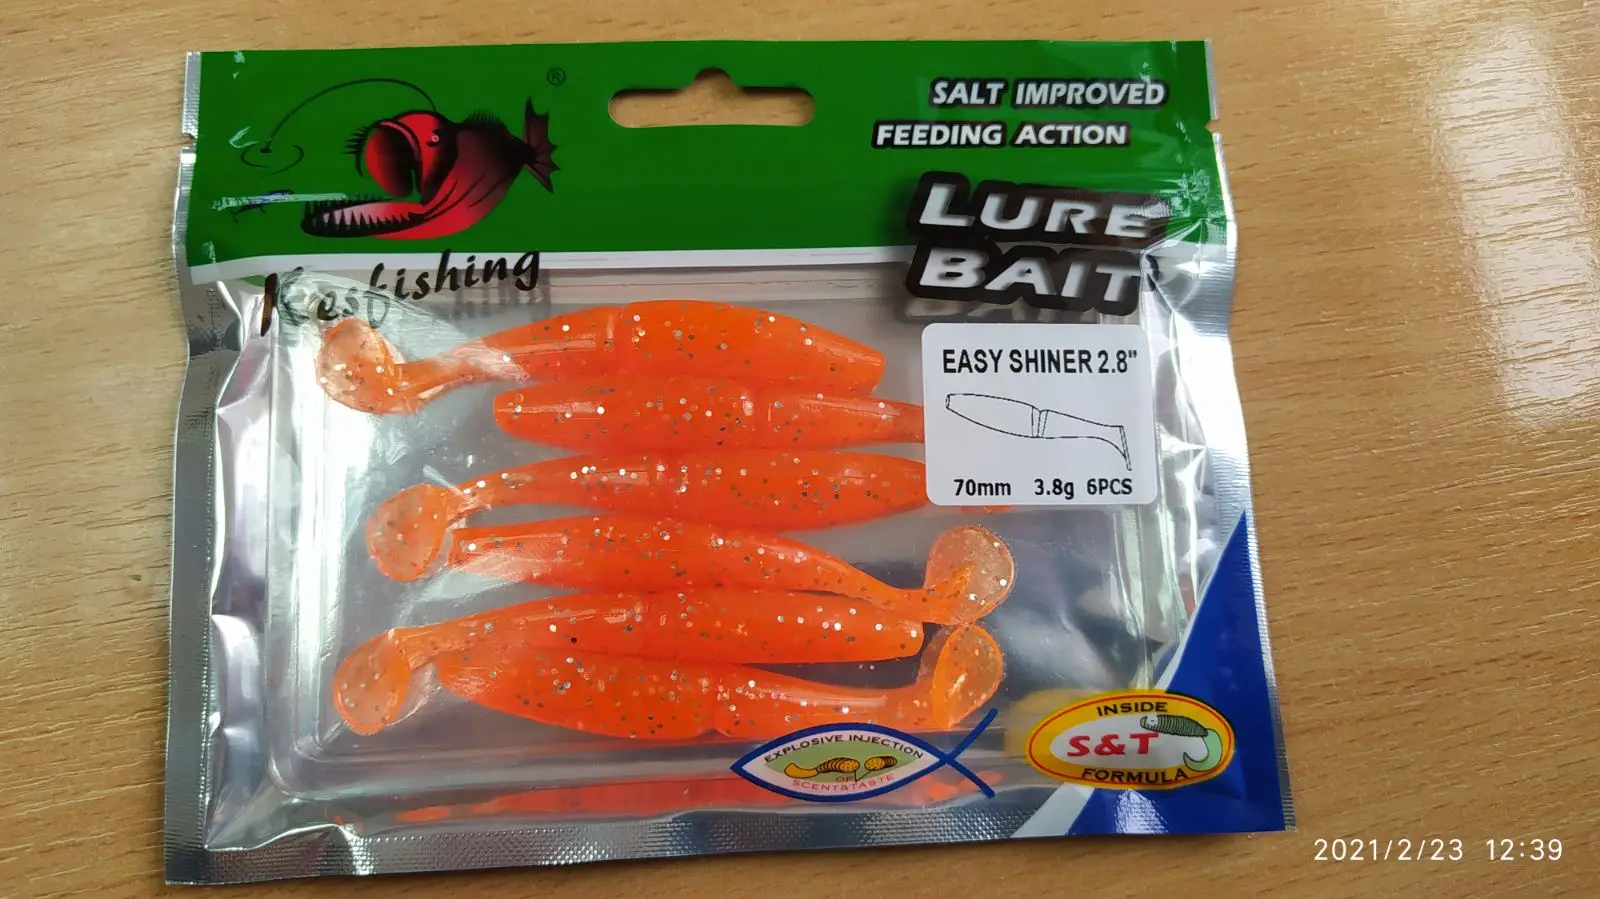 ®
SALT IMPROVED
FEEDING ACTION
LURE
BAIT
Kesfishing
EASY SHINER 2.8"
70mm 3.8g 6PCS
EXPLOSIVE INJECTION
OF
SCENT&TASTE
INSIDE
S&T
FORMULA
2021/2/23 12:39